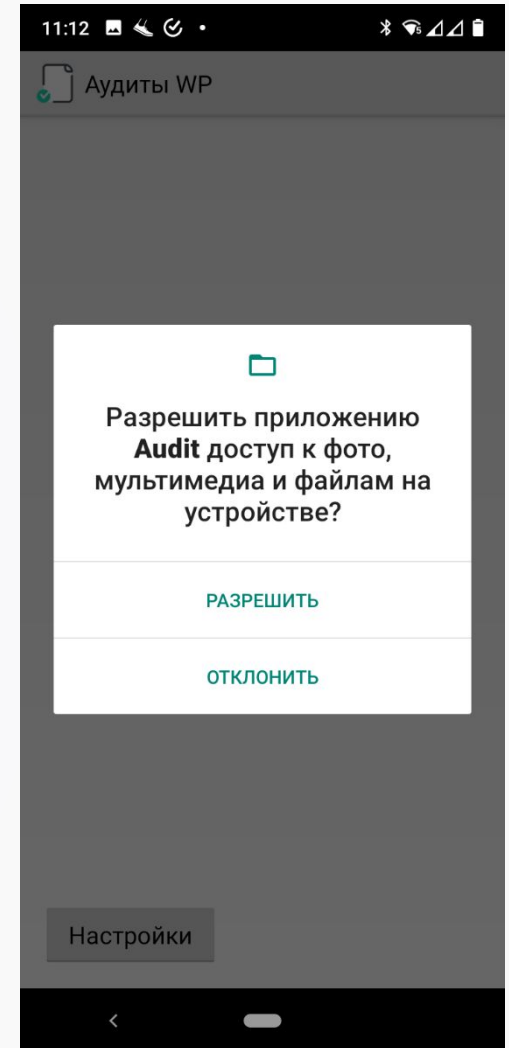 11:12
Аудиты WP
Разрешить приложению
Audit доступ к фото,
мультимедиа и файлам на
устройстве?
РАЗРЕШИТЬ
ОТКЛОНИТЬ
Настройки